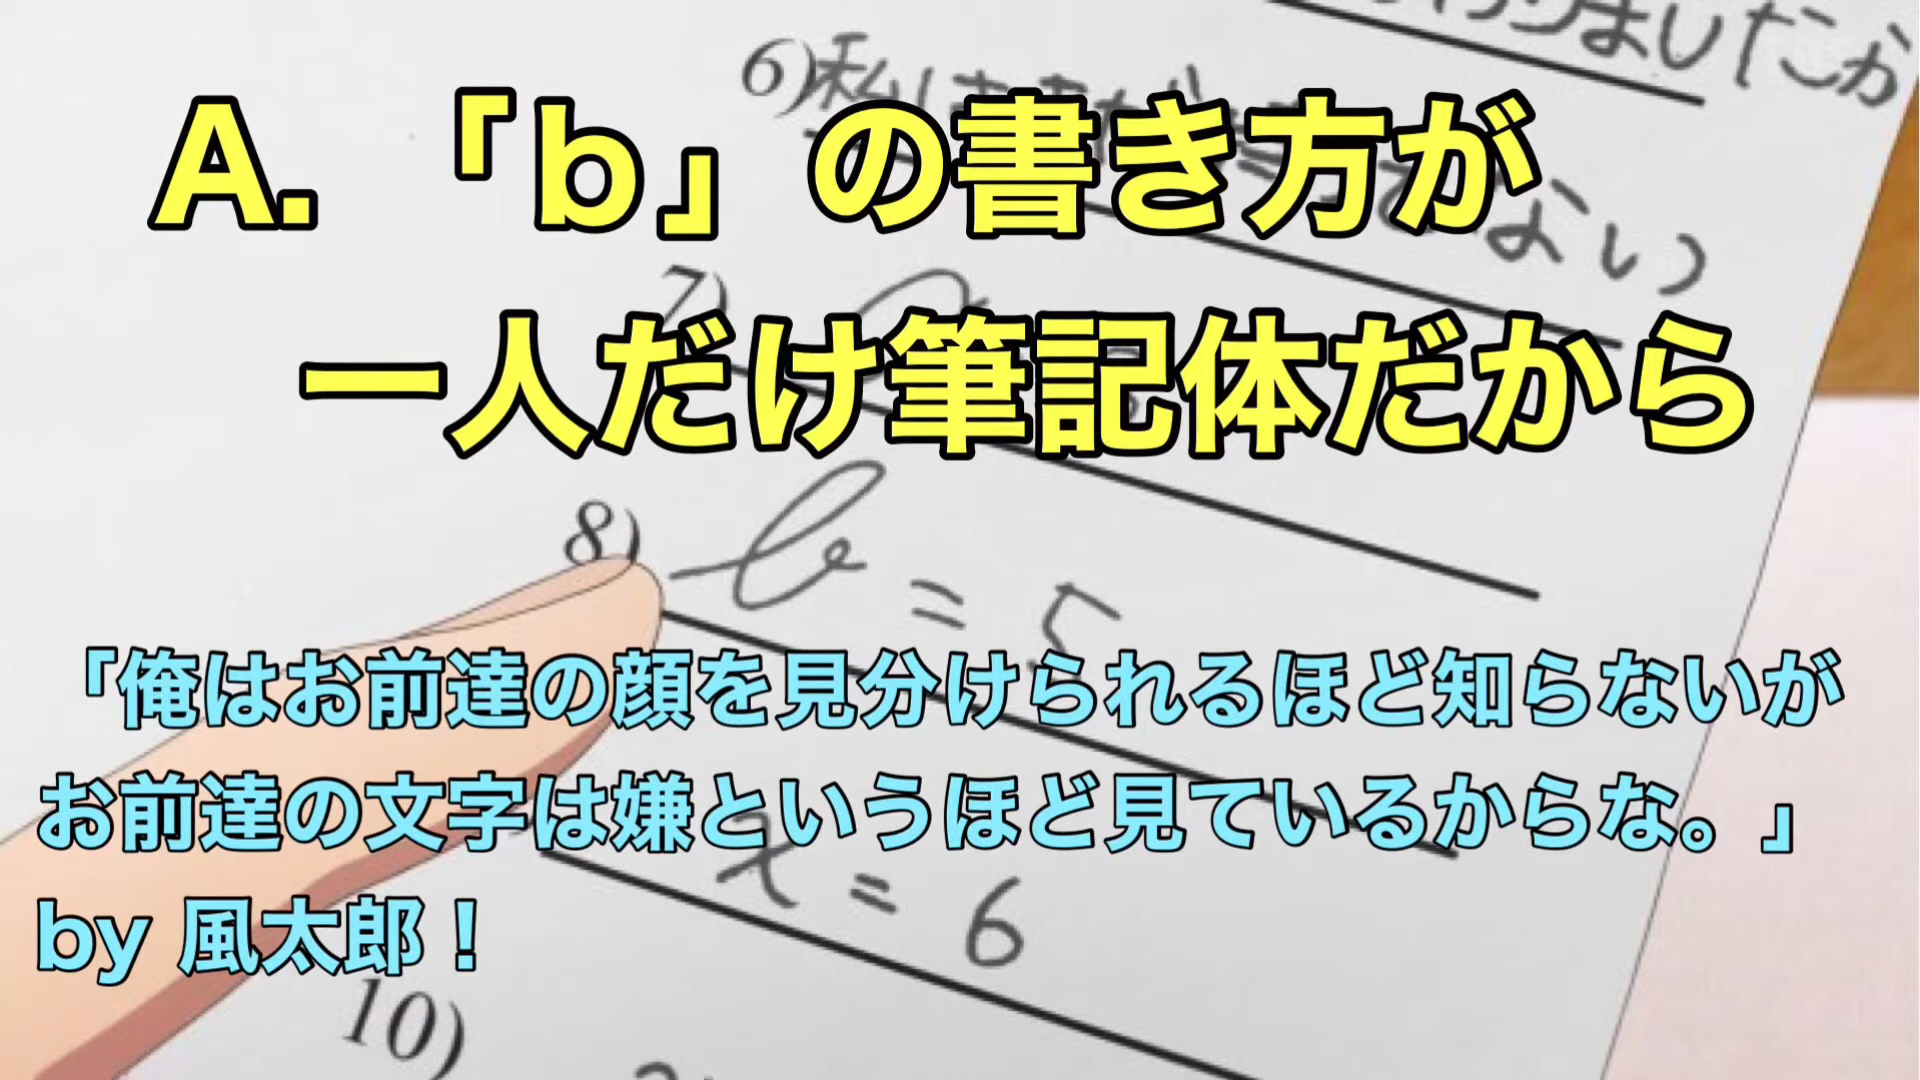 りましたか
6)私
A. 「b」の書き方が
ない
7)
一人だけ筆記体だから
8) b = 5
「俺はお前達の顔を見分けられるほど知らないが
お前達の文字は嫌というほど見ているからな。」
x = 6
by 風太郎！
10)